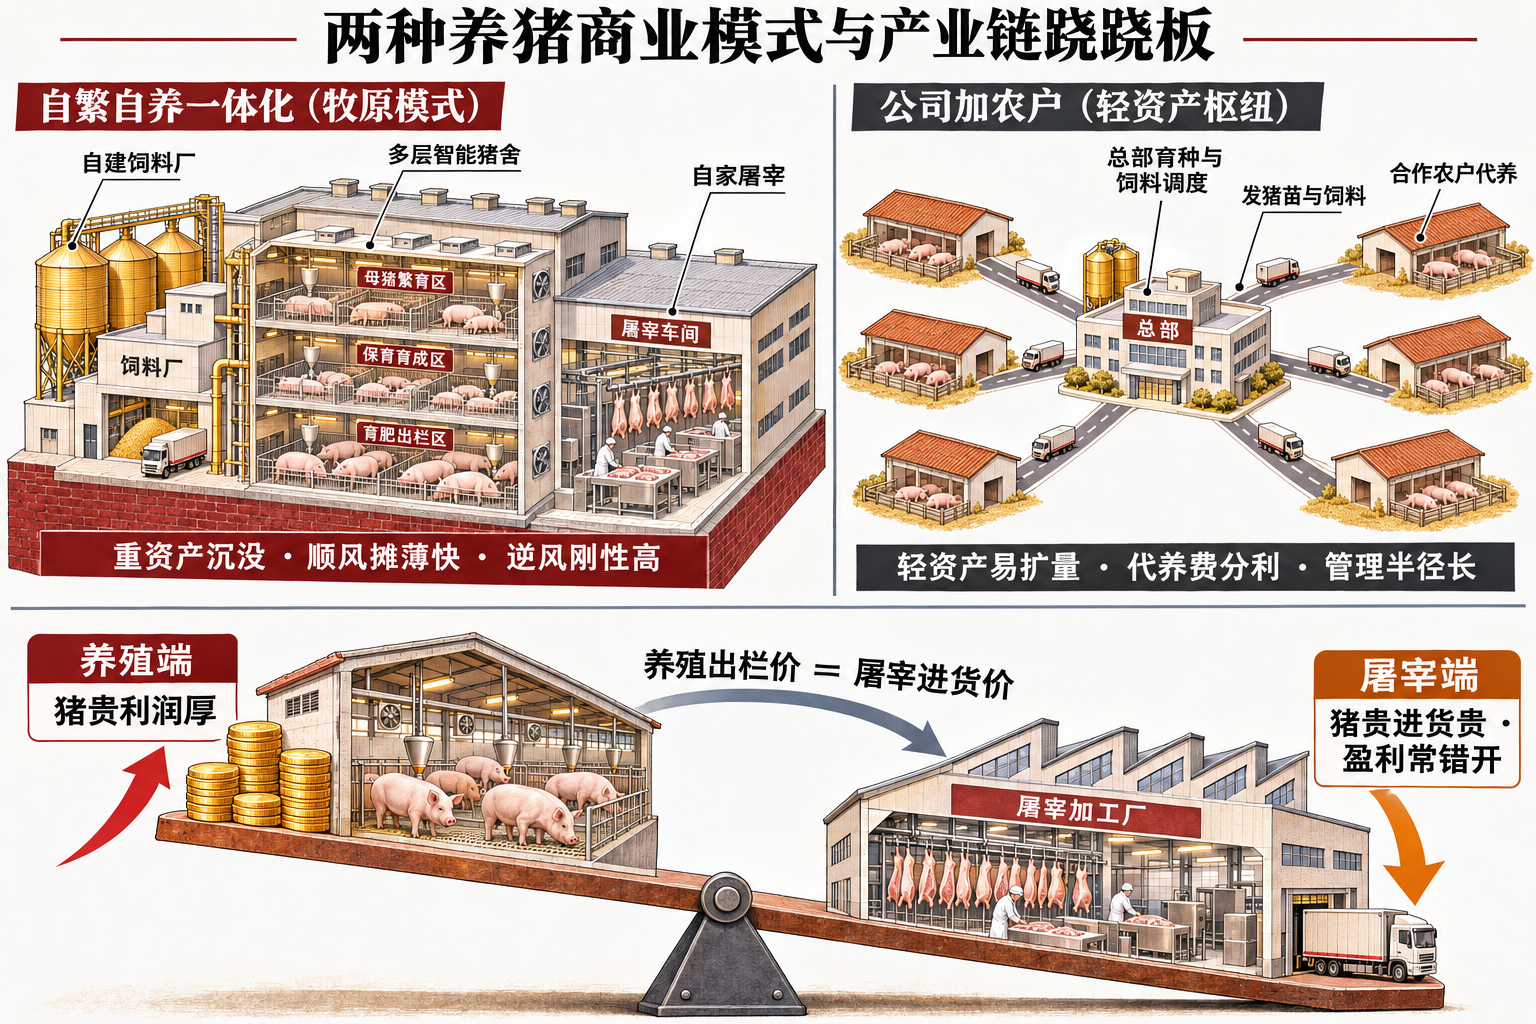 两种养猪商业模式与产业链跷跷板
自繁自养一体化（牧原模式）
自建饲料厂
多层智能猪舍
自家屠宰
母猪繁育区
保育育成区
育肥出栏区
饲料厂
屠宰车间
重资产沉没 · 顺风摊薄快 · 逆风刚性高
公司加农户（轻资产枢纽）
总部育种与
饲料调度
发猪苗与饲料
合作农户代养
总部
轻资产易扩量 · 代养费分利 · 管理半径长
养殖端
猪贵利润厚
养殖出栏价 = 屠宰进货价
屠宰加工厂
屠宰端
猪贵进货贵 ·
盈利常错开